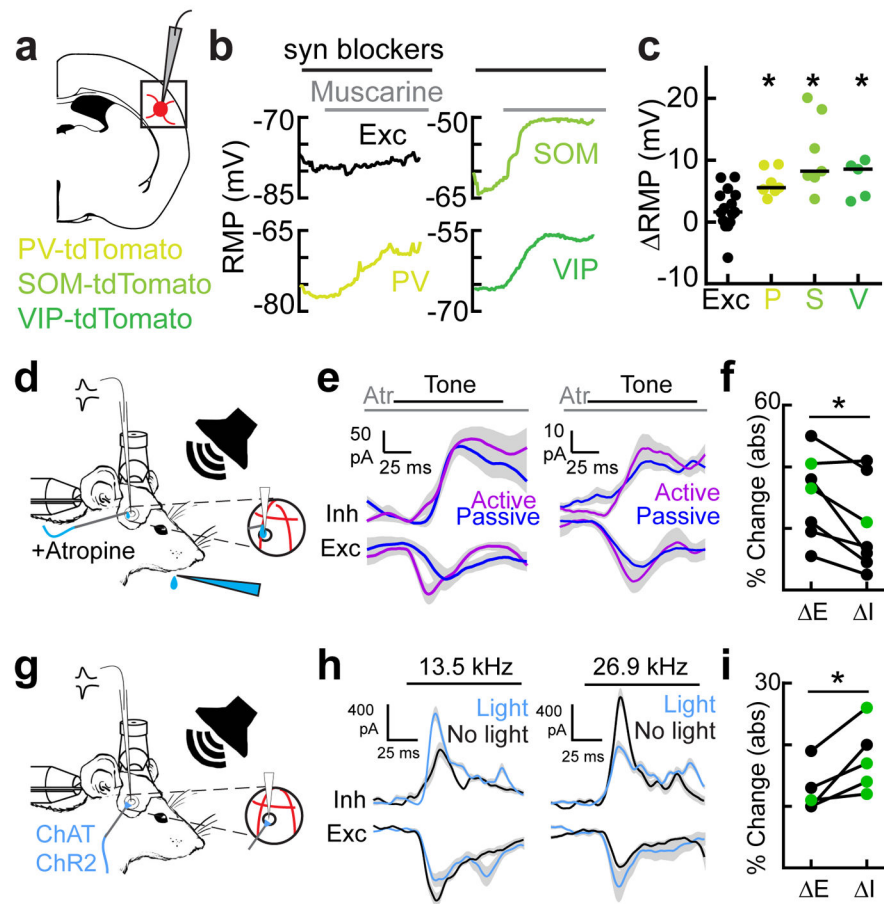 a
PV-tdTomato
SOM-tdTomato
VIP-tdTomato
b
syn blockers
Muscarine
RMP (mV)
-70
-85
Exc
-50
-65
SOM
-65
-80
PV
-55
-70
VIP
c
* * *
ΔRMP (mV)
20
10
0
-10
Exc P S V
d
+Atropine
e
Atr Tone
50 pA
25 ms
Active
Passive
Inh
Exc
Atr Tone
10 pA
25 ms
Active
Passive
f
60
*
% Change (abs)
ΔE ΔI
g
ChAT
ChR2
h
13.5 kHz
400 pA
25 ms
Light
No light
Inh
Exc
26.9 kHz
400 pA
25 ms
Light
No light
i
30
*
% Change (abs)
ΔE ΔI